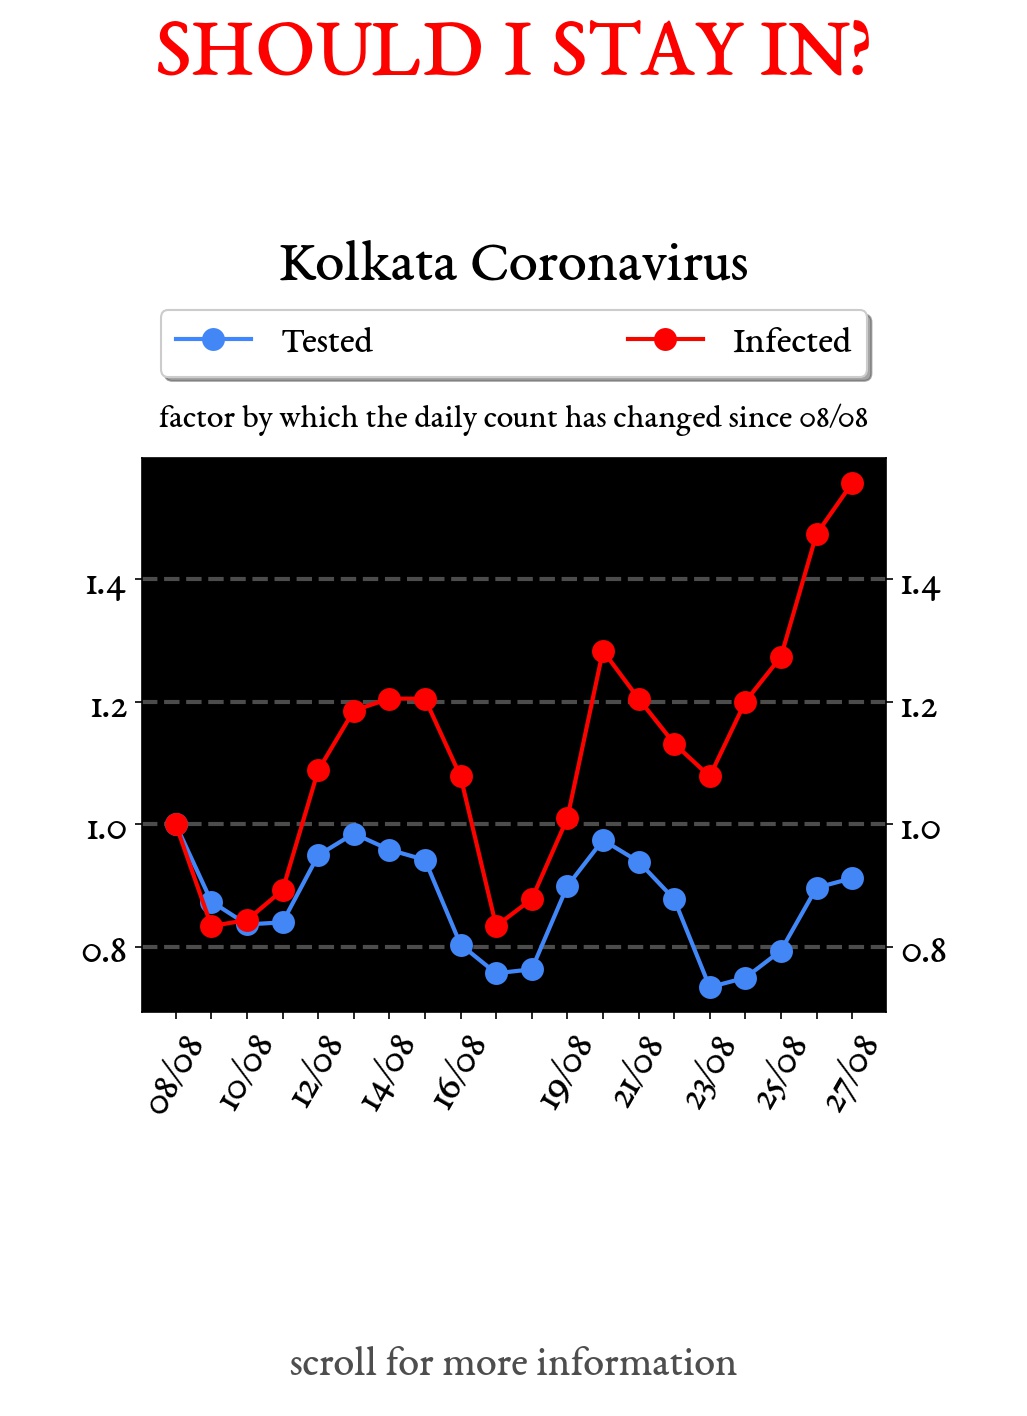 SHOULD I STAY IN?
Kolkata Coronavirus
Tested Infected
factor by which the daily count has changed since 08/08
1.4 1.4
1.2 1.2
1.0 1.0
0.8 0.8
08/08 10/08 12/08 14/08 16/08 19/08 21/08 23/08 25/08 27/08
scroll for more information